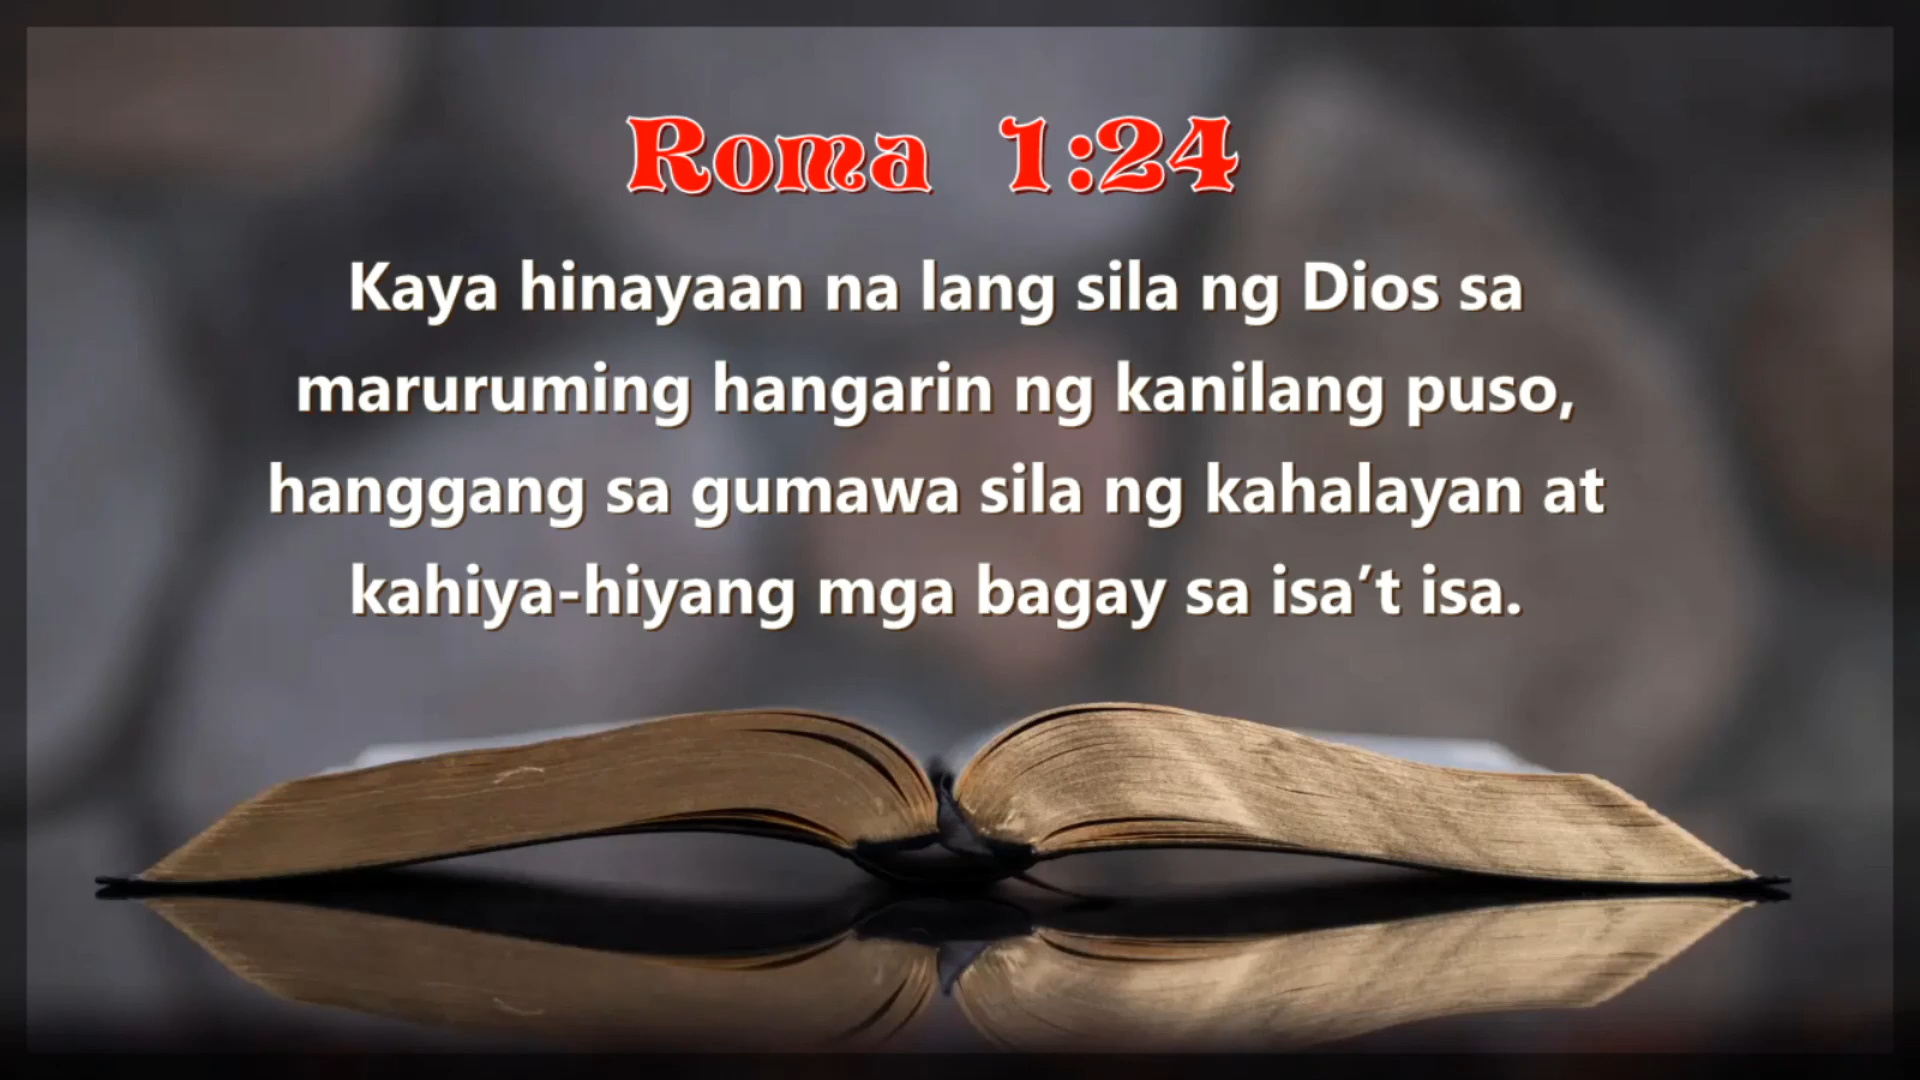 Roma 1:24
Kaya hinayaan na lang sila ng Dios sa
maruruming hangarin ng kanilang puso,
hanggang sa gumawa sila ng kahalayan at
kahiya-hiyang mga bagay sa isa’t isa.